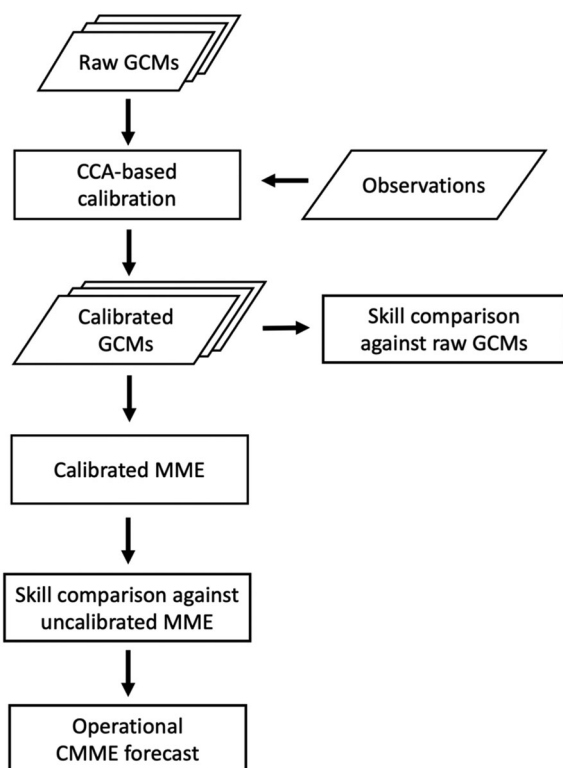 Raw GCMs
CCA-based
calibration
Observations
Calibrated
GCMs
Skill comparison
against raw GCMs
Calibrated MME
Skill comparison against
uncalibrated MME
Operational
CMME forecast